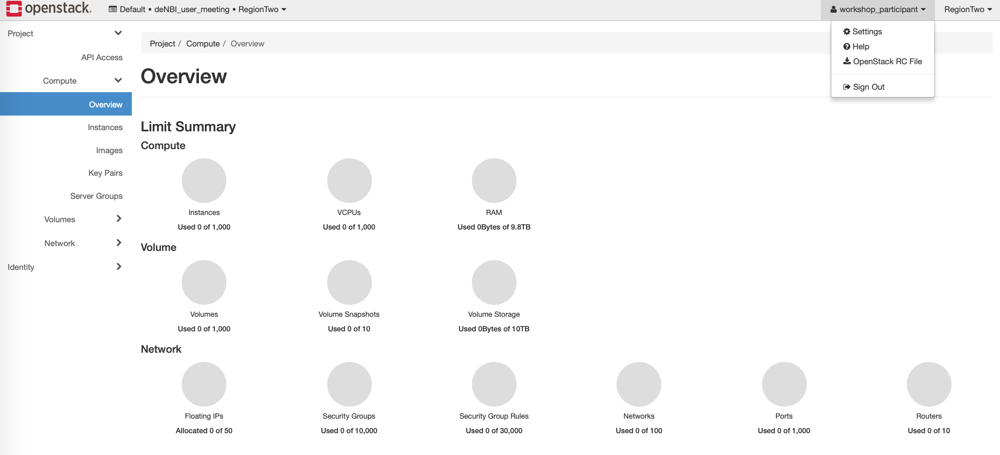 openstack.
Default • deNBI_user_meeting • RegionTwo
workshop_participant
RegionTwo
Settings
Help
OpenStack RC File
Sign Out
Project
API Access
Compute
Overview
Instances
Images
Key Pairs
Server Groups
Volumes
Network
Identity
Project / Compute / Overview
Overview
Limit Summary
Compute
Instances
Used 0 of 1,000
VCPUs
Used 0 of 1,000
RAM
Used 0Bytes of 9.8TB
Volume
Volumes
Used 0 of 1,000
Volume Snapshots
Used 0 of 10
Volume Storage
Used 0Bytes of 10TB
Network
Floating IPs
Allocated 0 of 50
Security Groups
Used 0 of 10,000
Security Group Rules
Used 0 of 30,000
Networks
Used 0 of 100
Ports
Used 0 of 1,000
Routers
Used 0 of 10